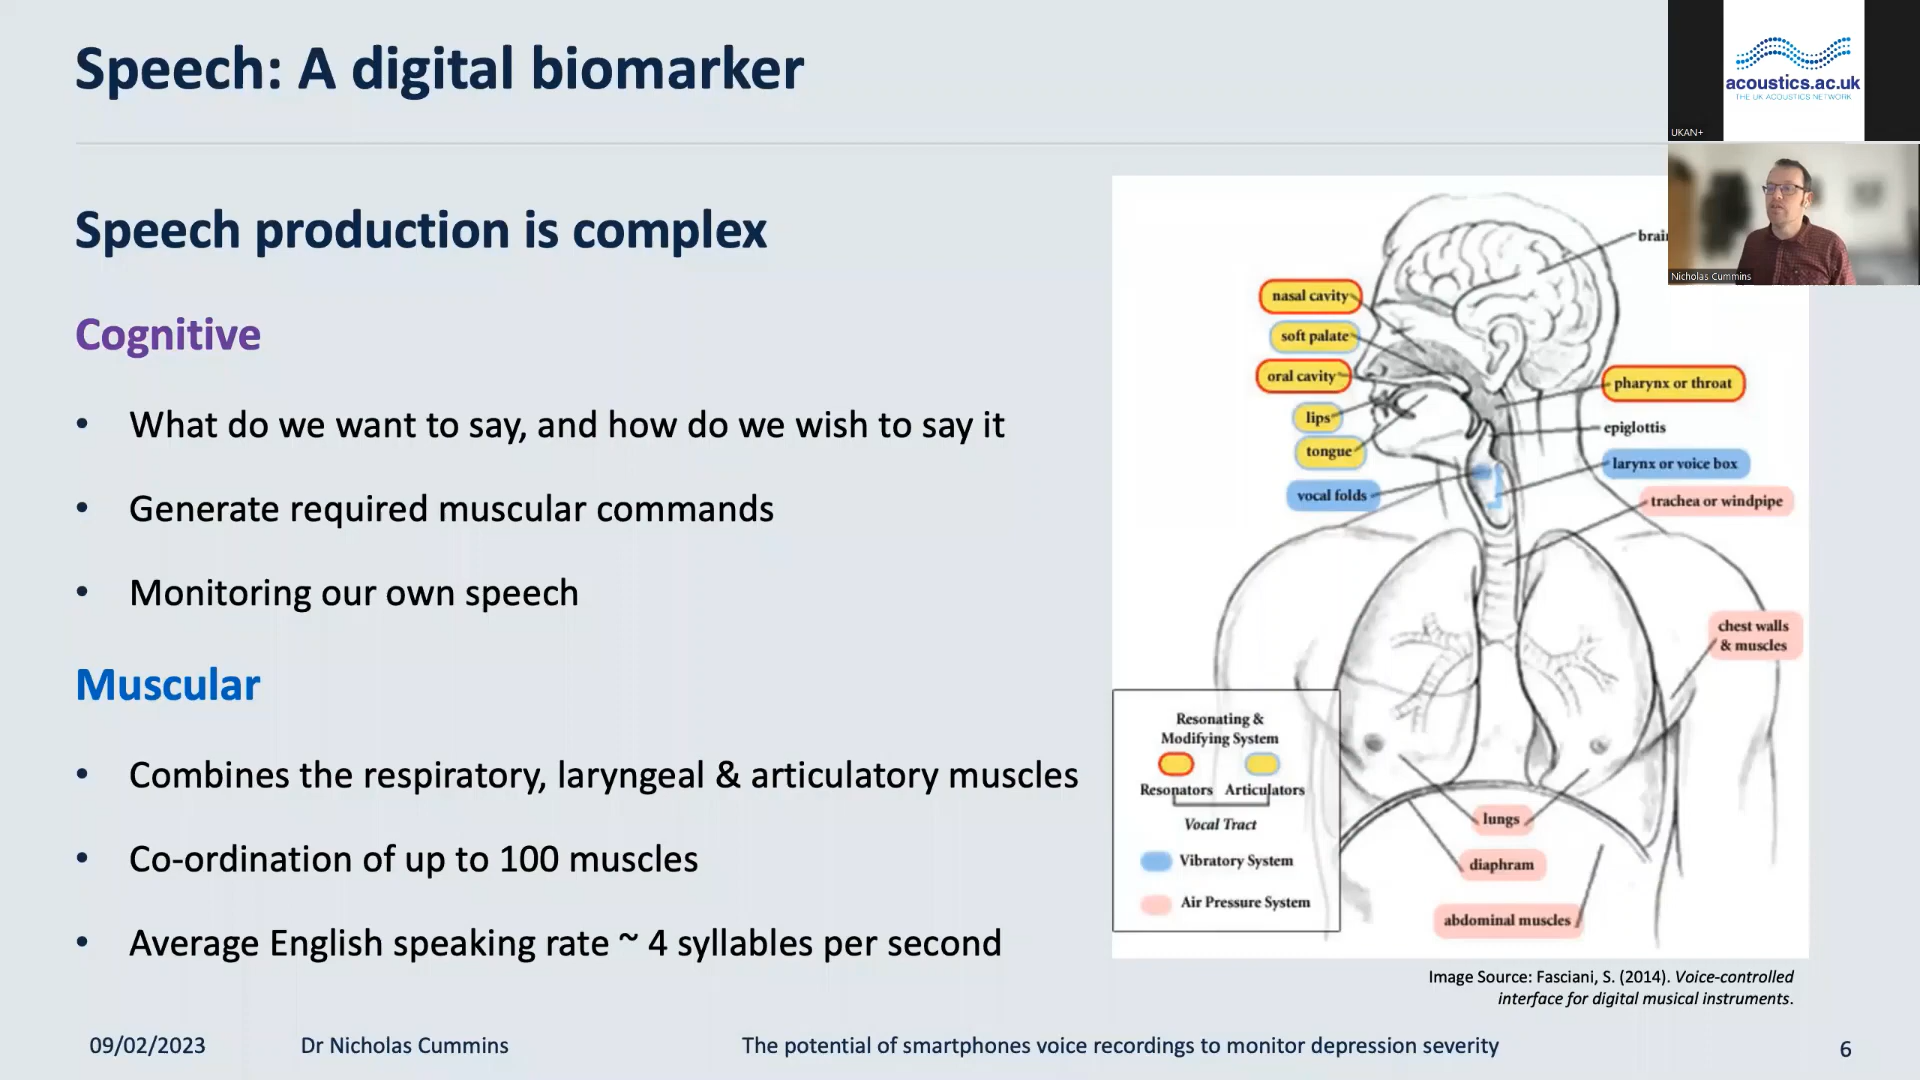 Speech: A digital biomarker
acoustics.ac.uk
THE UK ACOUSTICS NETWORK
UKAN+
Nicholas Cummins
Speech production is complex
Cognitive
• What do we want to say, and how do we wish to say it
• Generate required muscular commands
• Monitoring our own speech
Muscular
• Combines the respiratory, laryngeal & articulatory muscles
• Co-ordination of up to 100 muscles
• Average English speaking rate ~ 4 syllables per second
nasal cavity
soft palate
oral cavity
lips
tongue
vocal folds
pharynx or throat
epiglottis
larynx or voice box
trachea or windpipe
chest walls
& muscles
lungs
diaphram
abdominal muscles
Resonating &
Modifying System
Resonators Articulators
Vocal Tract
Vibratory System
Air Pressure System
Image Source: Fasciani, S. (2014). Voice-controlled
interface for digital musical instruments.
09/02/2023 Dr Nicholas Cummins The potential of smartphones voice recordings to monitor depression severity 6